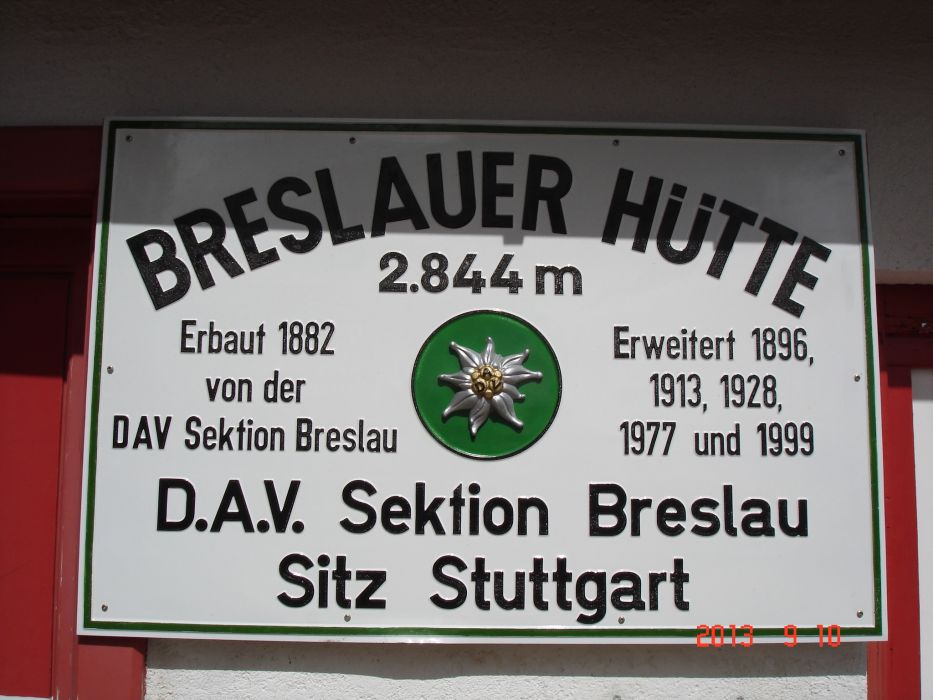 BRESLAUER HÜTTE
2.844 m
Erbaut 1882
von der
DAV Sektion Breslau
Erweitert 1896,
1913, 1928,
1977 und 1999
D.A.V. Sektion Breslau
Sitz Stuttgart
2013 9 10